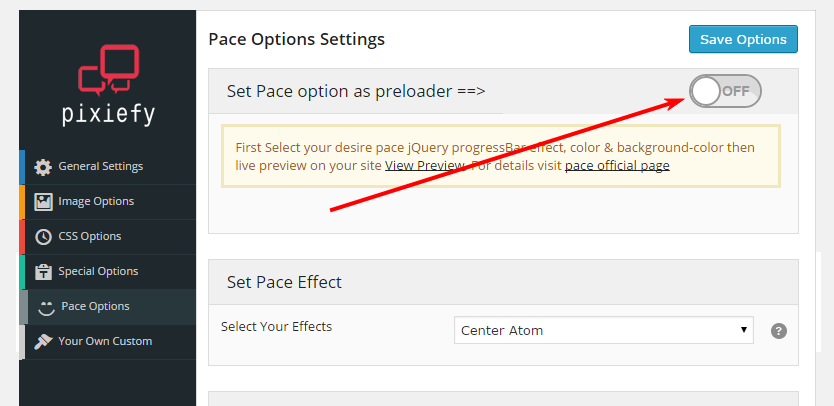 pixiefy
General Settings
Image Options
CSS Options
Special Options
Pace Options
Your Own Custom
Pace Options Settings
Save Options
Set Pace option as preloader ==>
OFF
First Select your desire pace jQuery progressBar effect, color & background-color then
live preview on your site View Preview. For details visit pace official page
Set Pace Effect
Select Your Effects
Center Atom
?